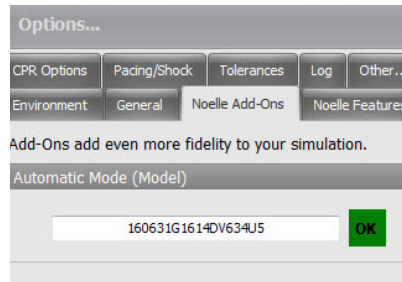 Options...
CPR Options Pacing/Shock Tolerances Log Other..
Environment General Noelle Add-Ons Noelle Features
Add-Ons add even more fidelity to your simulation.
Automatic Mode (Model)
160631G1614DV634U5 OK